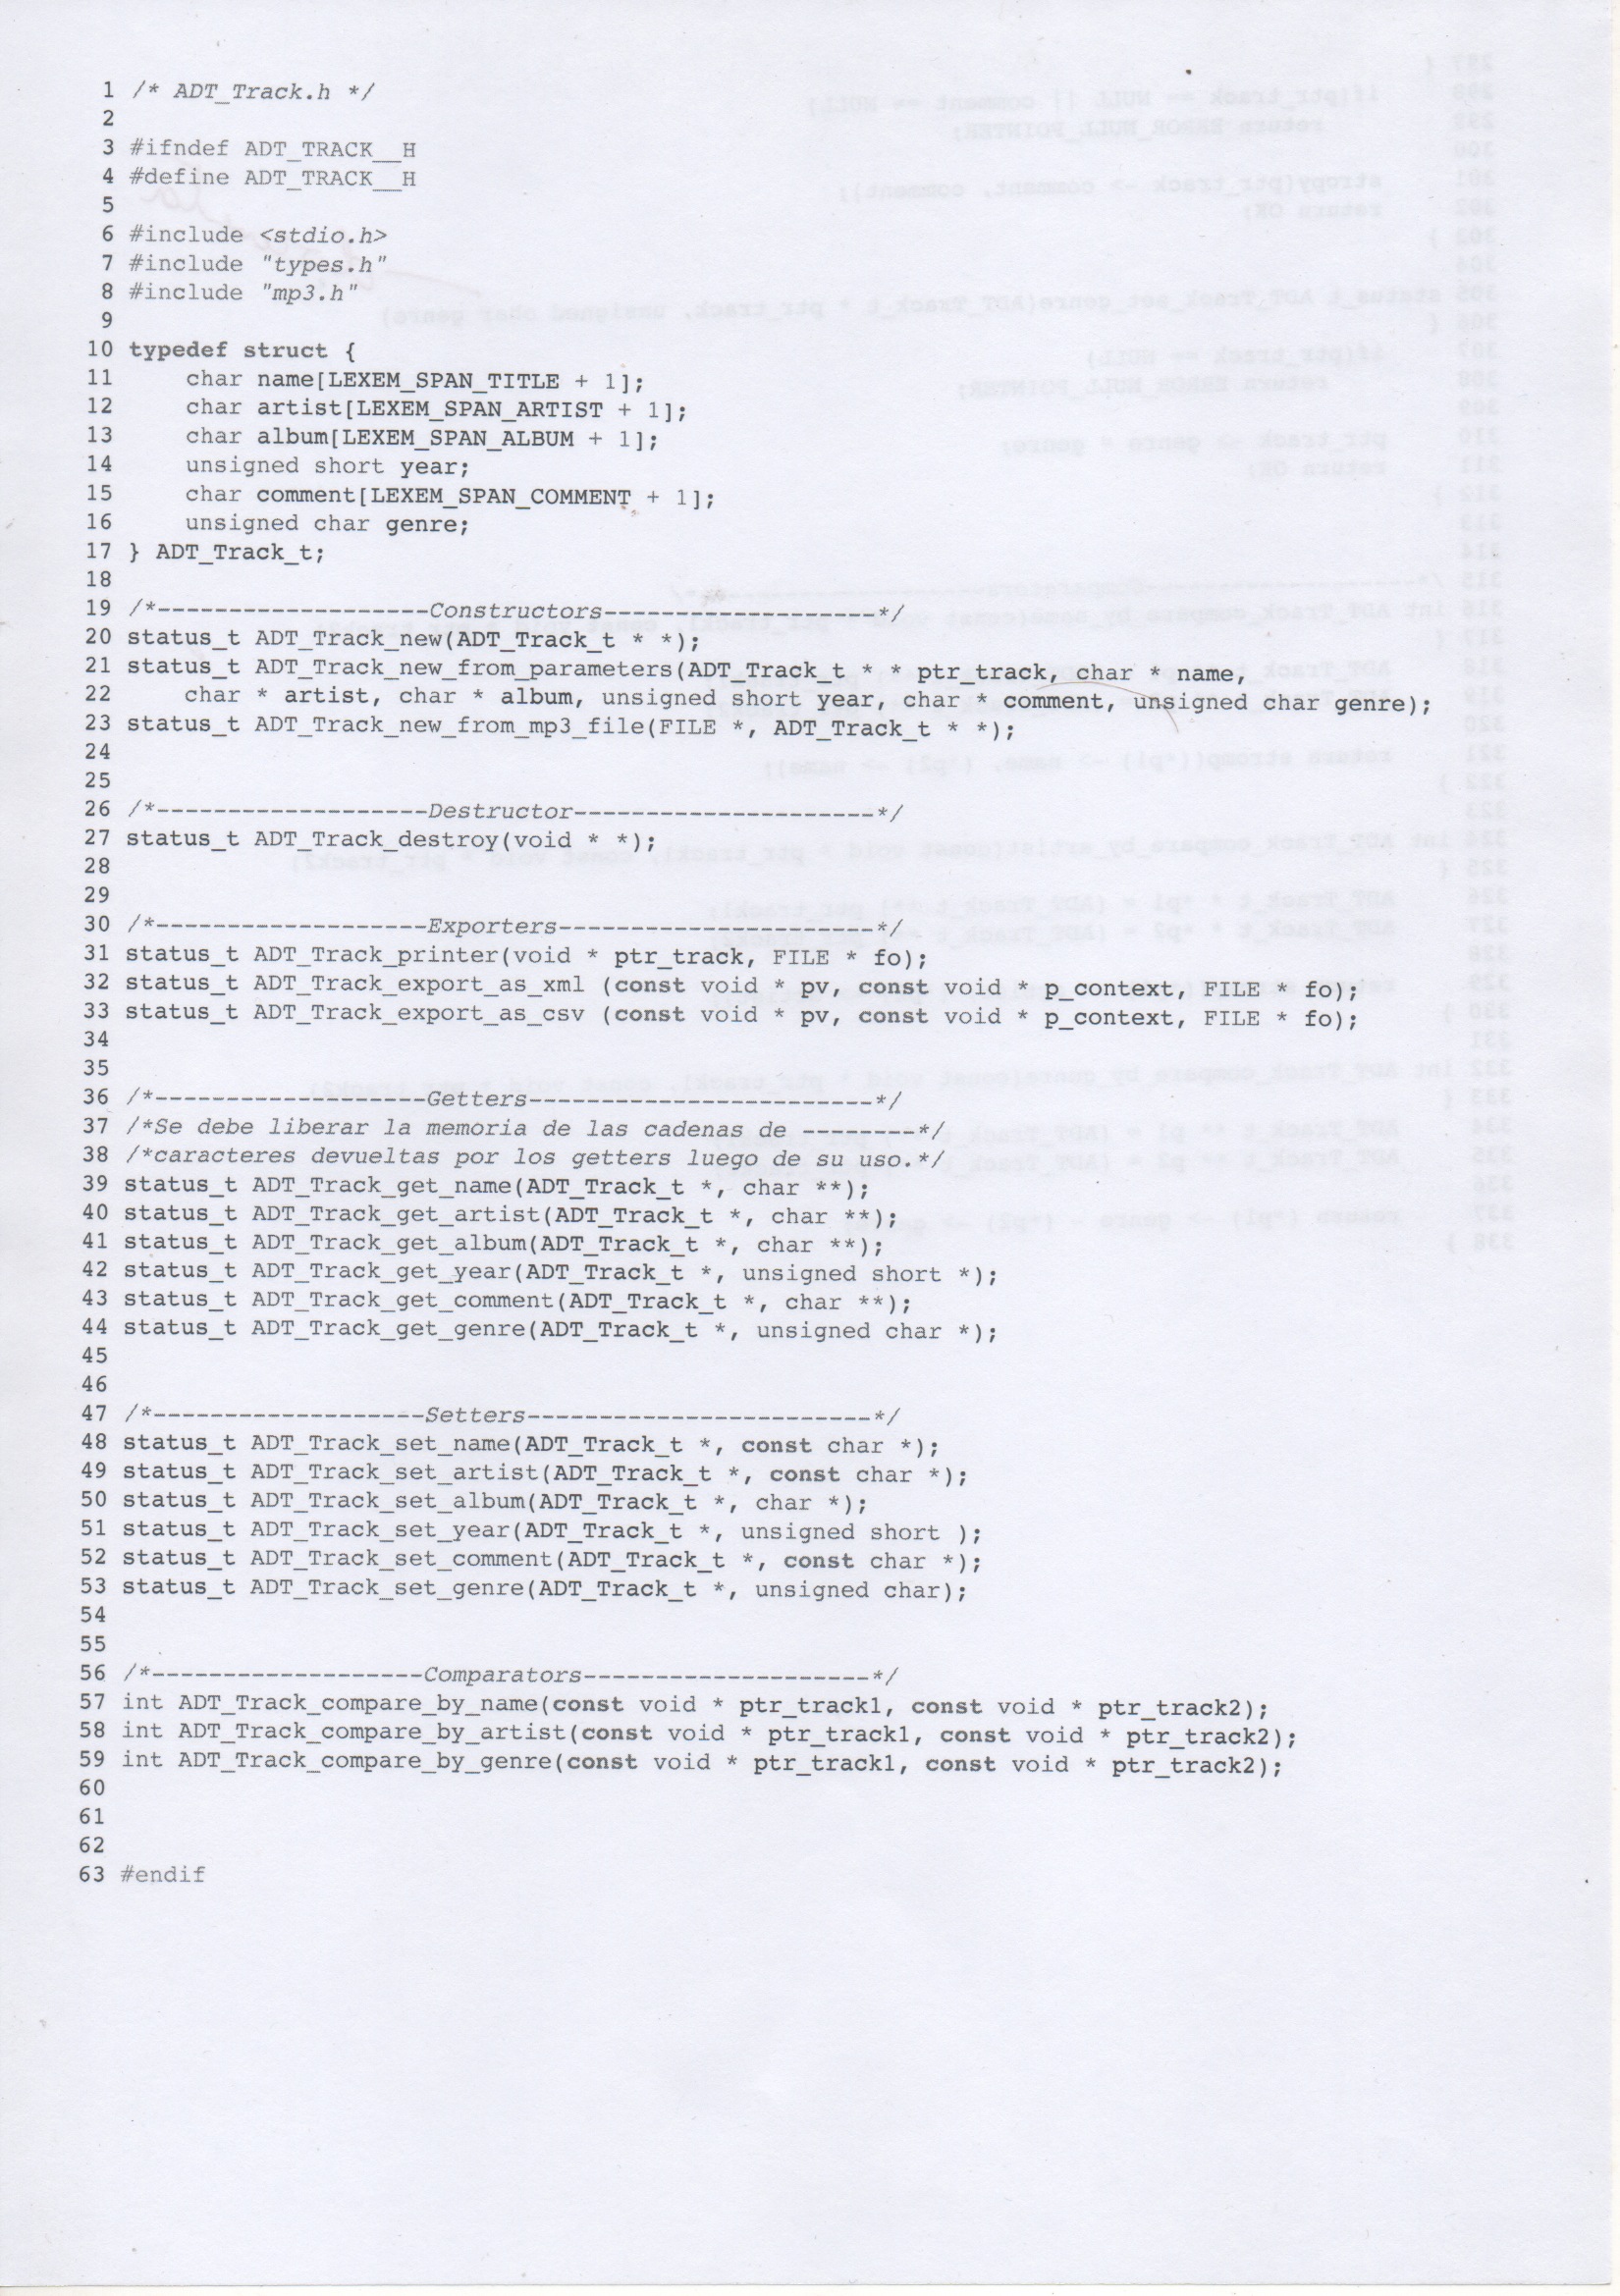 1 /* ADT_Track.h */
2
3 #ifndef ADT_TRACK__H
4 #define ADT_TRACK__H
5
6 #include <stdio.h>
7 #include "types.h"
8 #include "mp3.h"
9
10 typedef struct {
11     char name[LEXEM_SPAN_TITLE + 1];
12     char artist[LEXEM_SPAN_ARTIST + 1];
13     char album[LEXEM_SPAN_ALBUM + 1];
14     unsigned short year;
15     char comment[LEXEM_SPAN_COMMENT + 1];
16     unsigned char genre;
17 } ADT_Track_t;
18
19 /*-------------------Constructors-------------------*/
20 status_t ADT_Track_new(ADT_Track_t * *);
21 status_t ADT_Track_new_from_parameters(ADT_Track_t * * ptr_track, char * name,
22     char * artist, char * album, unsigned short year, char * comment, unsigned char genre);
23 status_t ADT_Track_new_from_mp3_file(FILE *, ADT_Track_t * *);
24
25
26 /*-------------------Destructor---------------------*/
27 status_t ADT_Track_destroy(void * *);
28
29
30 /*-------------------Exporters----------------------*/
31 status_t ADT_Track_printer(void * ptr_track, FILE * fo);
32 status_t ADT_Track_export_as_xml (const void * pv, const void * p_context, FILE * fo);
33 status_t ADT_Track_export_as_csv (const void * pv, const void * p_context, FILE * fo);
34
35
36 /*-------------------Getters------------------------*/
37 /*Se debe liberar la memoria de las cadenas de --------*/
38 /*caracteres devueltas por los getters luego de su uso.*/
39 status_t ADT_Track_get_name(ADT_Track_t *, char **);
40 status_t ADT_Track_get_artist(ADT_Track_t *, char **);
41 status_t ADT_Track_get_album(ADT_Track_t *, char **);
42 status_t ADT_Track_get_year(ADT_Track_t *, unsigned short *);
43 status_t ADT_Track_get_comment(ADT_Track_t *, char **);
44 status_t ADT_Track_get_genre(ADT_Track_t *, unsigned char *);
45
46
47 /*-------------------Setters------------------------*/
48 status_t ADT_Track_set_name(ADT_Track_t *, const char *);
49 status_t ADT_Track_set_artist(ADT_Track_t *, const char *);
50 status_t ADT_Track_set_album(ADT_Track_t *, char *);
51 status_t ADT_Track_set_year(ADT_Track_t *, unsigned short );
52 status_t ADT_Track_set_comment(ADT_Track_t *, const char *);
53 status_t ADT_Track_set_genre(ADT_Track_t *, unsigned char);
54
55
56 /*-------------------Comparators--------------------*/
57 int ADT_Track_compare_by_name(const void * ptr_track1, const void * ptr_track2);
58 int ADT_Track_compare_by_artist(const void * ptr_track1, const void * ptr_track2);
59 int ADT_Track_compare_by_genre(const void * ptr_track1, const void * ptr_track2);
60
61
62
63 #endif